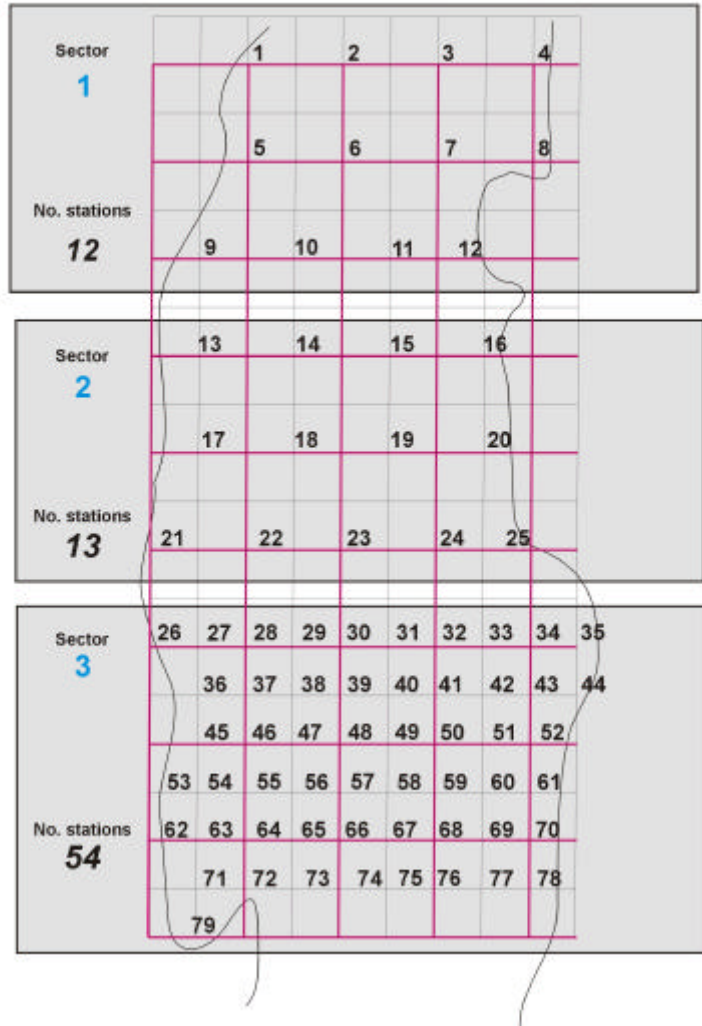 Sector
1
1 2 3 4
5 6 7 8
No. stations
12
9 10 11 12
Sector
2
13 14 15 16
17 18 19 20
No. stations
13
21 22 23 24 25
Sector
3
26 27 28 29 30 31 32 33 34 35
36 37 38 39 40 41 42 43 44
45 46 47 48 49 50 51 52
53 54 55 56 57 58 59 60 61
No. stations
54
62 63 64 65 66 67 68 69 70
71 72 73 74 75 76 77 78
79